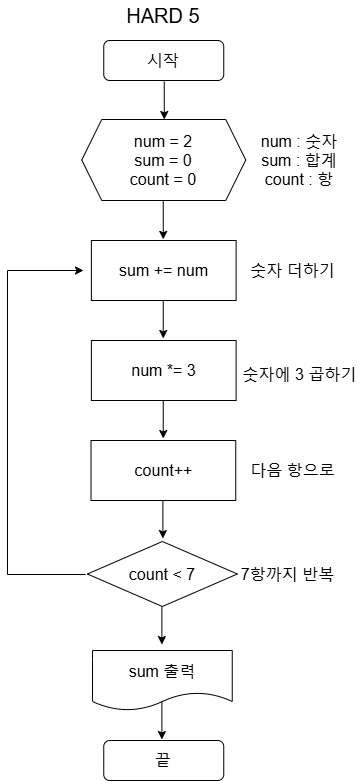 HARD 5
시작
num = 2
sum = 0
count = 0
num : 숫자
sum : 합계
count : 항
sum += num
숫자 더하기
num *= 3
숫자에 3 곱하기
count++
다음 항으로
count < 7
7항까지 반복
sum 출력
끝